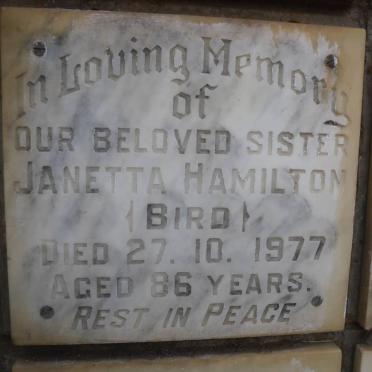 In Loving Memory
of
OUR BELOVED SISTER
JANETTA HAMILTON
{BIRD}
DIED 27. 10. 1977
AGED 86 YEARS.
REST IN PEACE